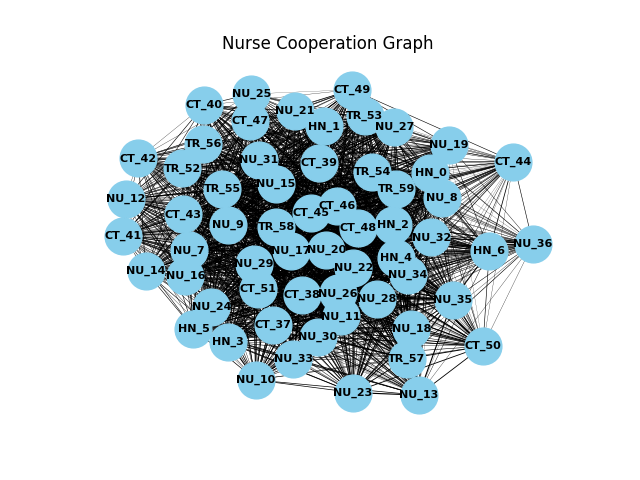 Nurse Cooperation Graph
CT_49
NU_25
CT_40
NU_21
TR_53
CT_47
HN_1
NU_27
TR_56
NU_19
CT_42
NU_31
CT_39
CT_44
TR_52
TR_54
HN_0
NU_15
TR_55
TR_59
NU_12
NU_8
CT_46
CT_45
CT_43
NU_9
HN_2
TR_58
CT_48
CT_41
NU_32
NU_36
NU_7
NU_17
NU_20
HN_6
HN_4
NU_29
NU_22
NU_14
NU_16
NU_34
CT_51
CT_38
NU_26
NU_28
NU_35
NU_24
NU_11
CT_37
HN_5
NU_18
NU_30
HN_3
CT_50
NU_33
TR_57
NU_10
NU_23
NU_13